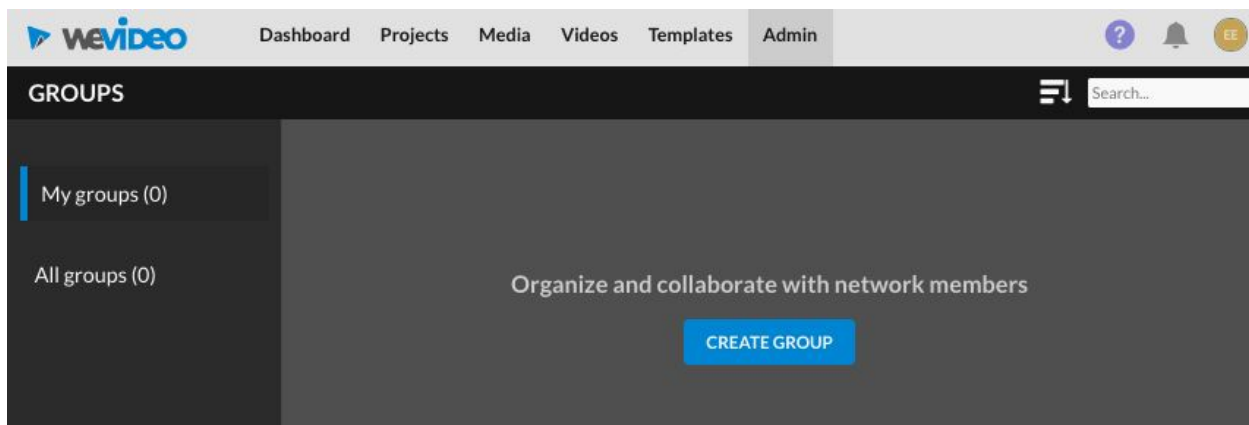 WEVIDEO Dashboard Projects Media Videos Templates Admin ? EE
GROUPS Search...
My groups (0)
All groups (0)
Organize and collaborate with network members
CREATE GROUP